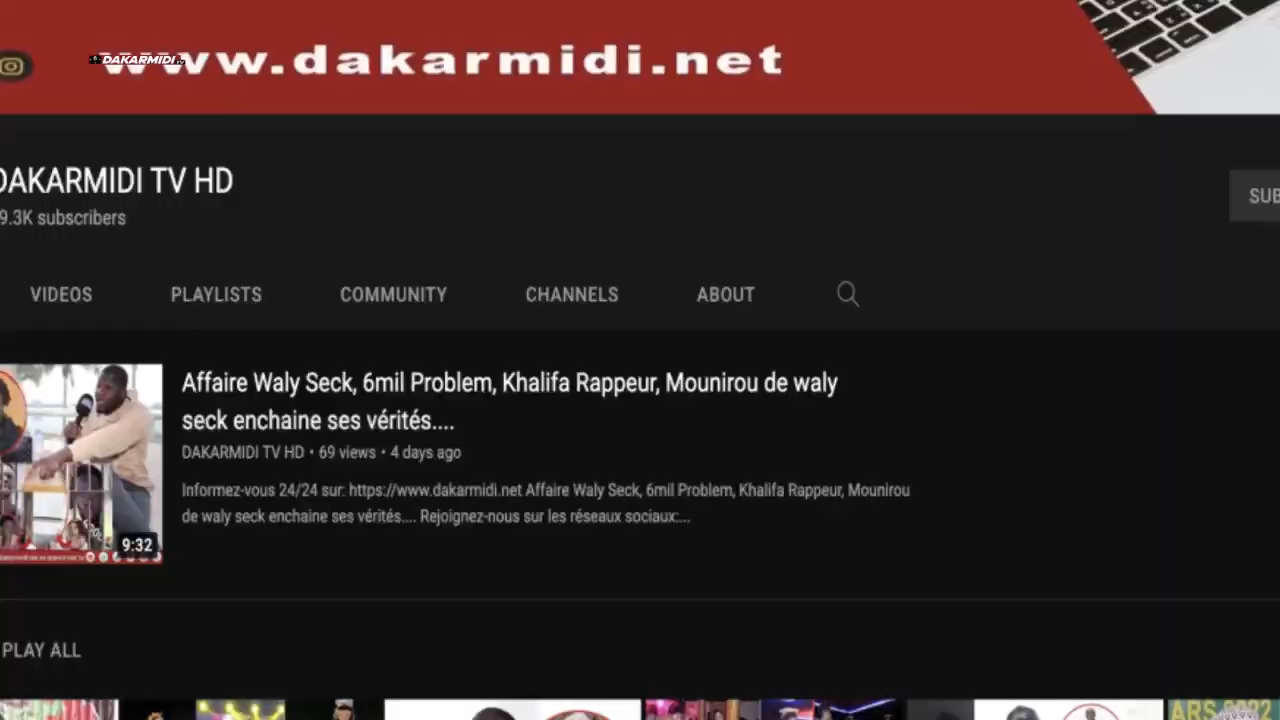 www.dakarmidi.net
DAKARMIDI
DAKARMIDI TV HD
9.3K subscribers
SUB
VIDEOS
PLAYLISTS
COMMUNITY
CHANNELS
ABOUT
Affaire Waly Seck, 6mil Problem, Khalifa Rappeur, Mounirou de waly
seck enchaine ses vérités....
DAKARMIDI TV HD • 69 views • 4 days ago
Informez-vous 24/24 sur: https://www.dakarmidi.net Affaire Waly Seck, 6mil Problem, Khalifa Rappeur, Mounirou
de waly seck enchaine ses vérités.... Rejoignez-nous sur les réseaux sociaux:...
9:32
PLAY ALL